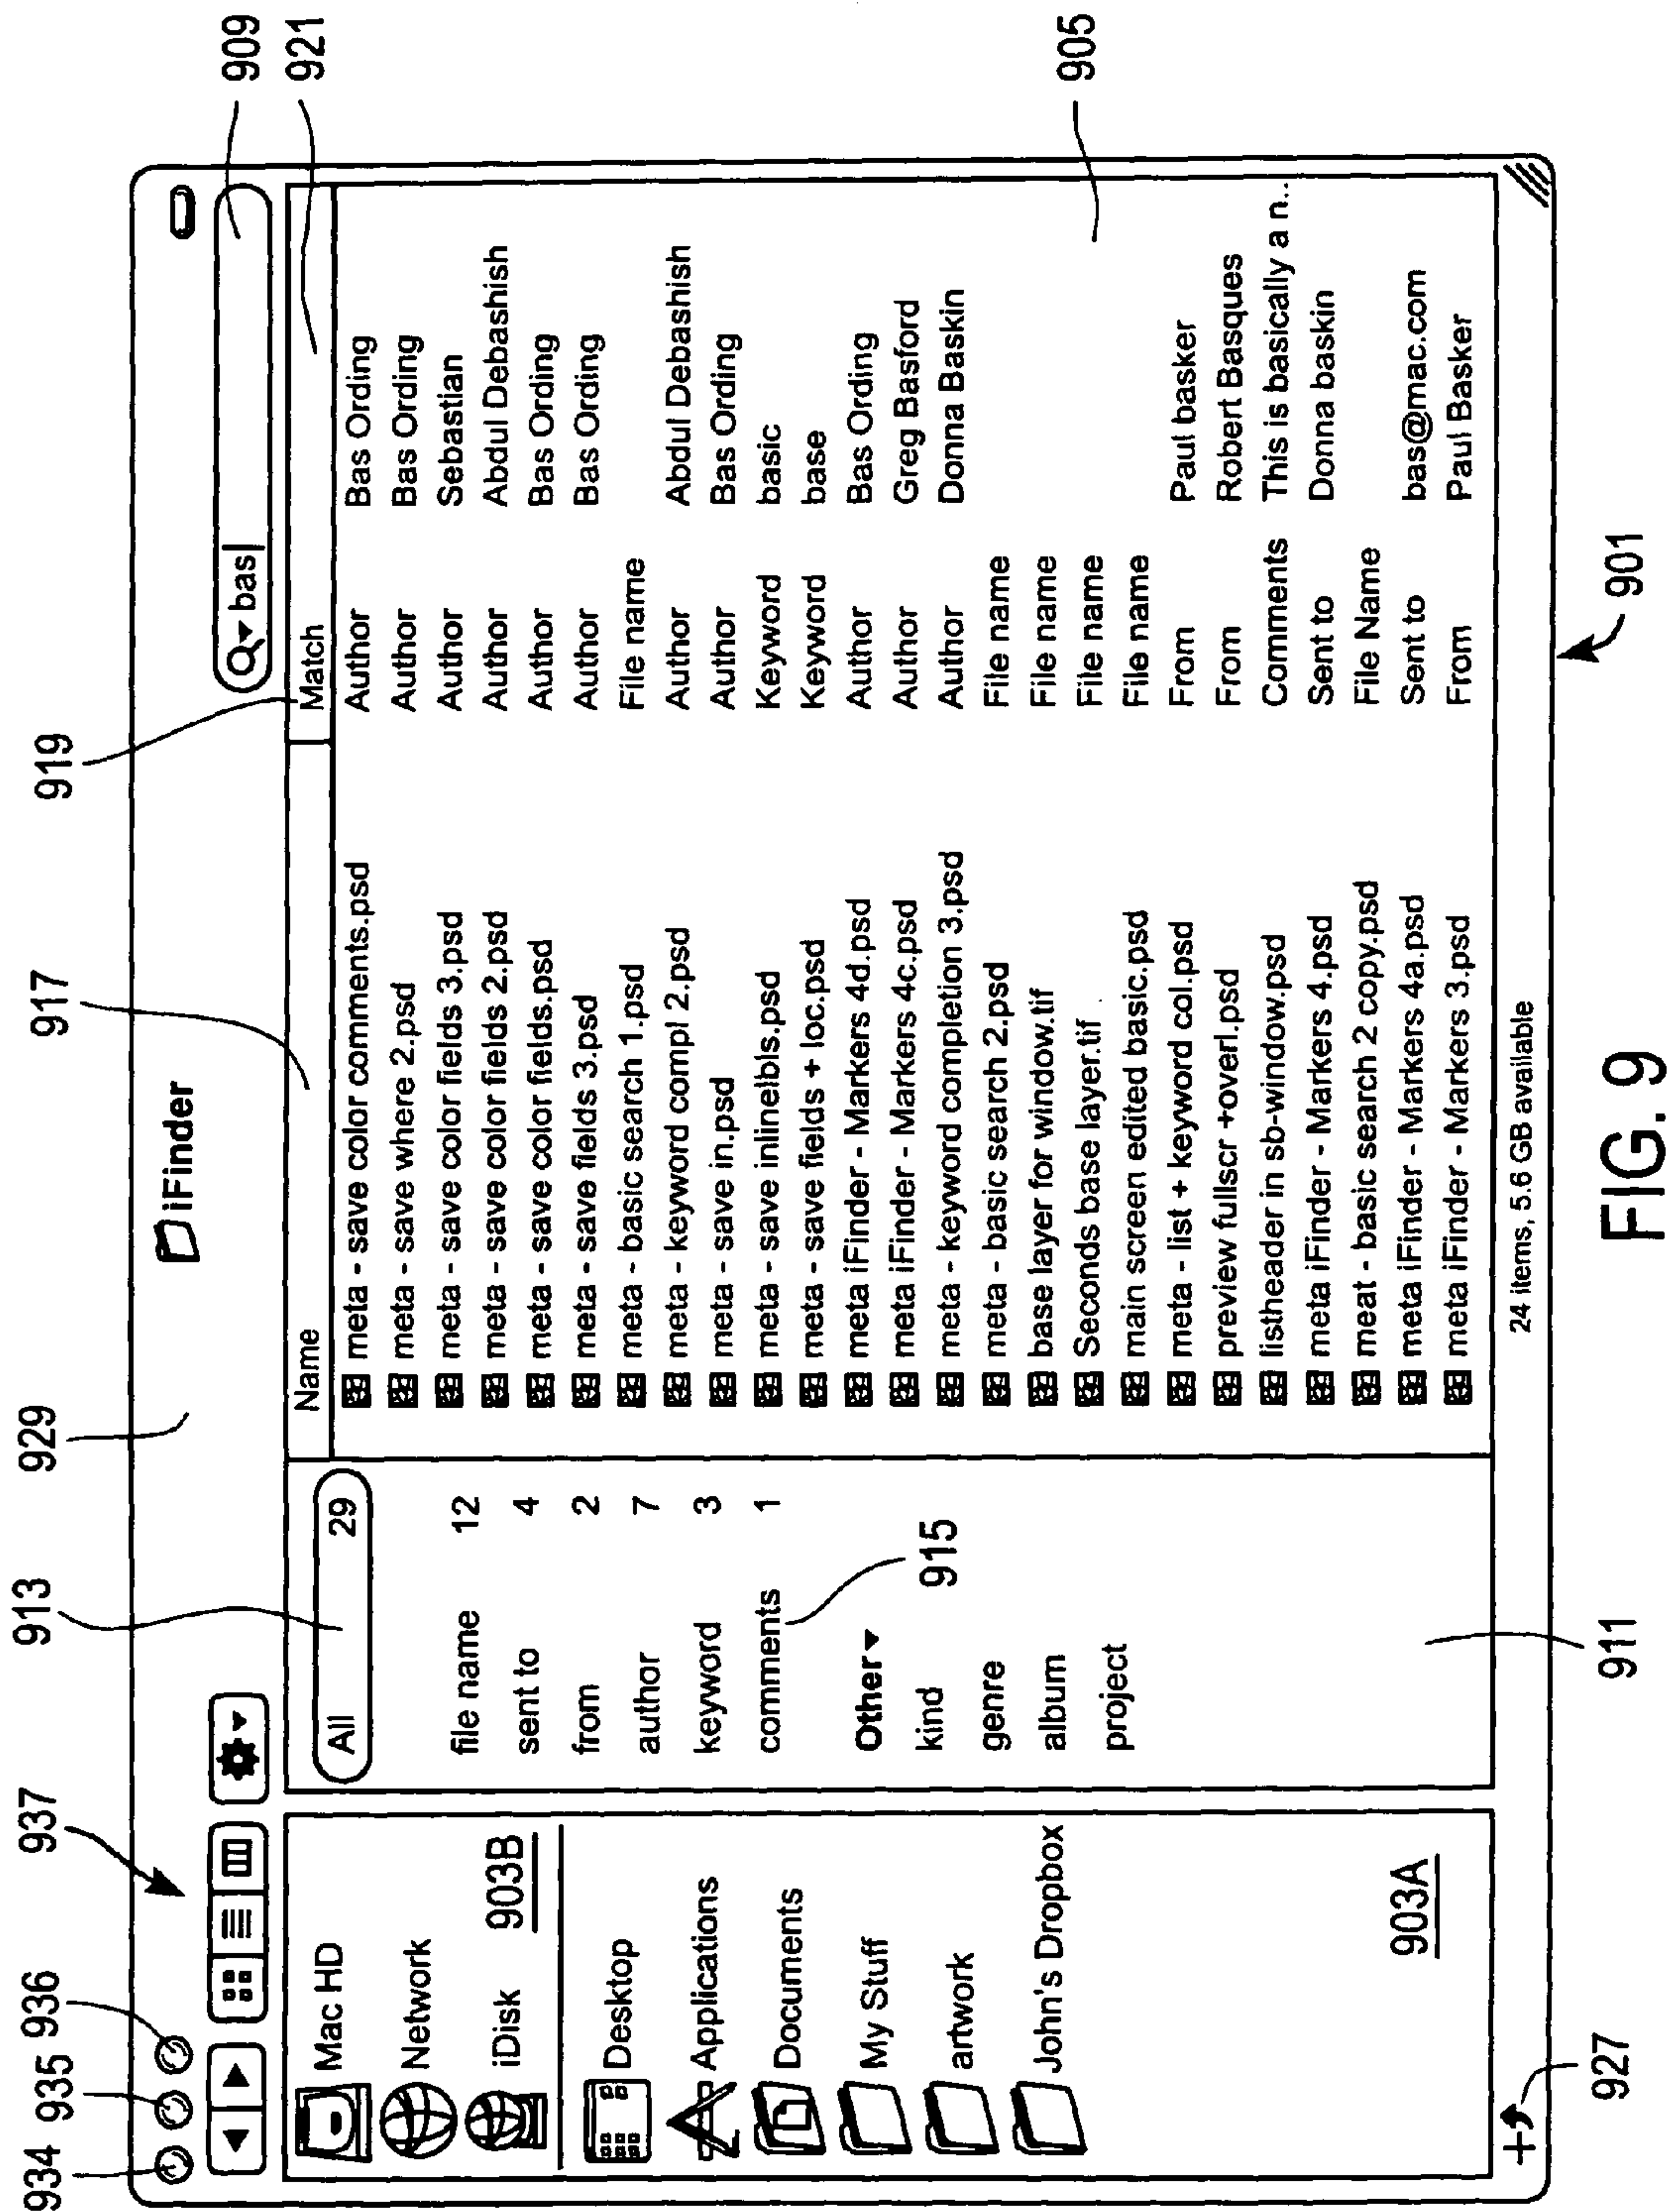 934 935 936 937 913 929 917 919 909 921
iFinder
bas
Name Match
Mac HD
Network
iDisk
903B
Desktop
Applications
Documents
My Stuff
artwork
John's Dropbox
903A
All 29
file name 12
sent to 4
from 2
author 7
keyword 3
comments 1
915
Other
kind
genre
album
project
meta - save color comments.psd Author Bas Ording
meta - save where 2.psd Author Bas Ording
meta - save color fields 3.psd Author Sebastian
meta - save color fields 2.psd Author Abdul Debashish
meta - save color fields.psd Author Bas Ording
meta - save fields 3.psd Author Bas Ording
meta - basic search 1.psd File name
meta - keyword compl 2.psd Author Abdul Debashish
meta - save in.psd Author Bas Ording
meta - save inlinelbls.psd Keyword basic
meta - save fields + loc.psd Keyword base
meta iFinder - Markers 4d.psd Author Bas Ording
meta iFinder - Markers 4c.psd Author Greg Basford
meta - keyword completion 3.psd Author Donna Baskin
meta - basic search 2.psd File name
base layer for window.tif File name
Seconds base layer.tif File name
main screen edited basic.psd File name
meta - list + keyword col.psd From Paul basker
preview fullscr +overl.psd From Robert Basques
listheader in sb-window.psd Comments This is basically a n..
meta iFinder - Markers 4.psd Sent to Donna baskin
meat - basic search 2 copy.psd File Name
meta iFinder - Markers 4a.psd Sent to bas@mac.com
meta iFinder - Markers 3.psd From Paul Basker
905
24 items, 5.6 GB available
927 911 901
FIG. 9